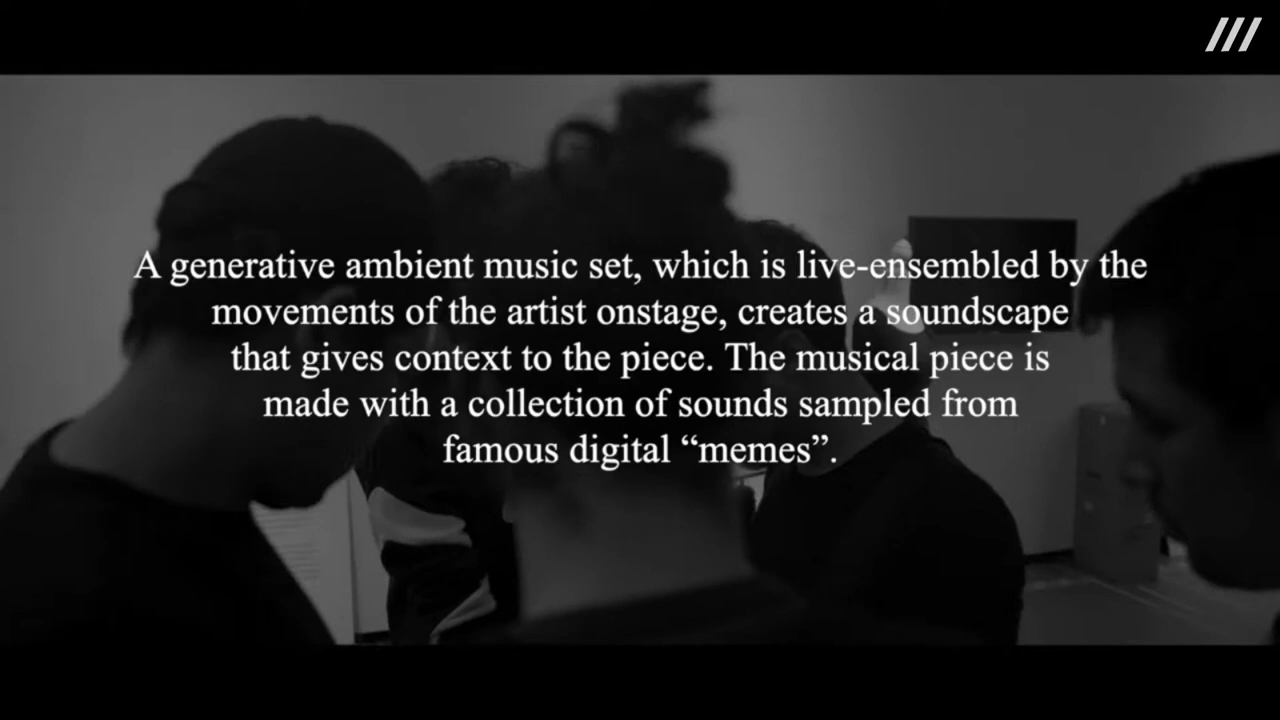 A generative ambient music set, which is live-ensembled by the
movements of the artist onstage, creates a soundscape
that gives context to the piece. The musical piece is
made with a collection of sounds sampled from
famous digital “memes”.